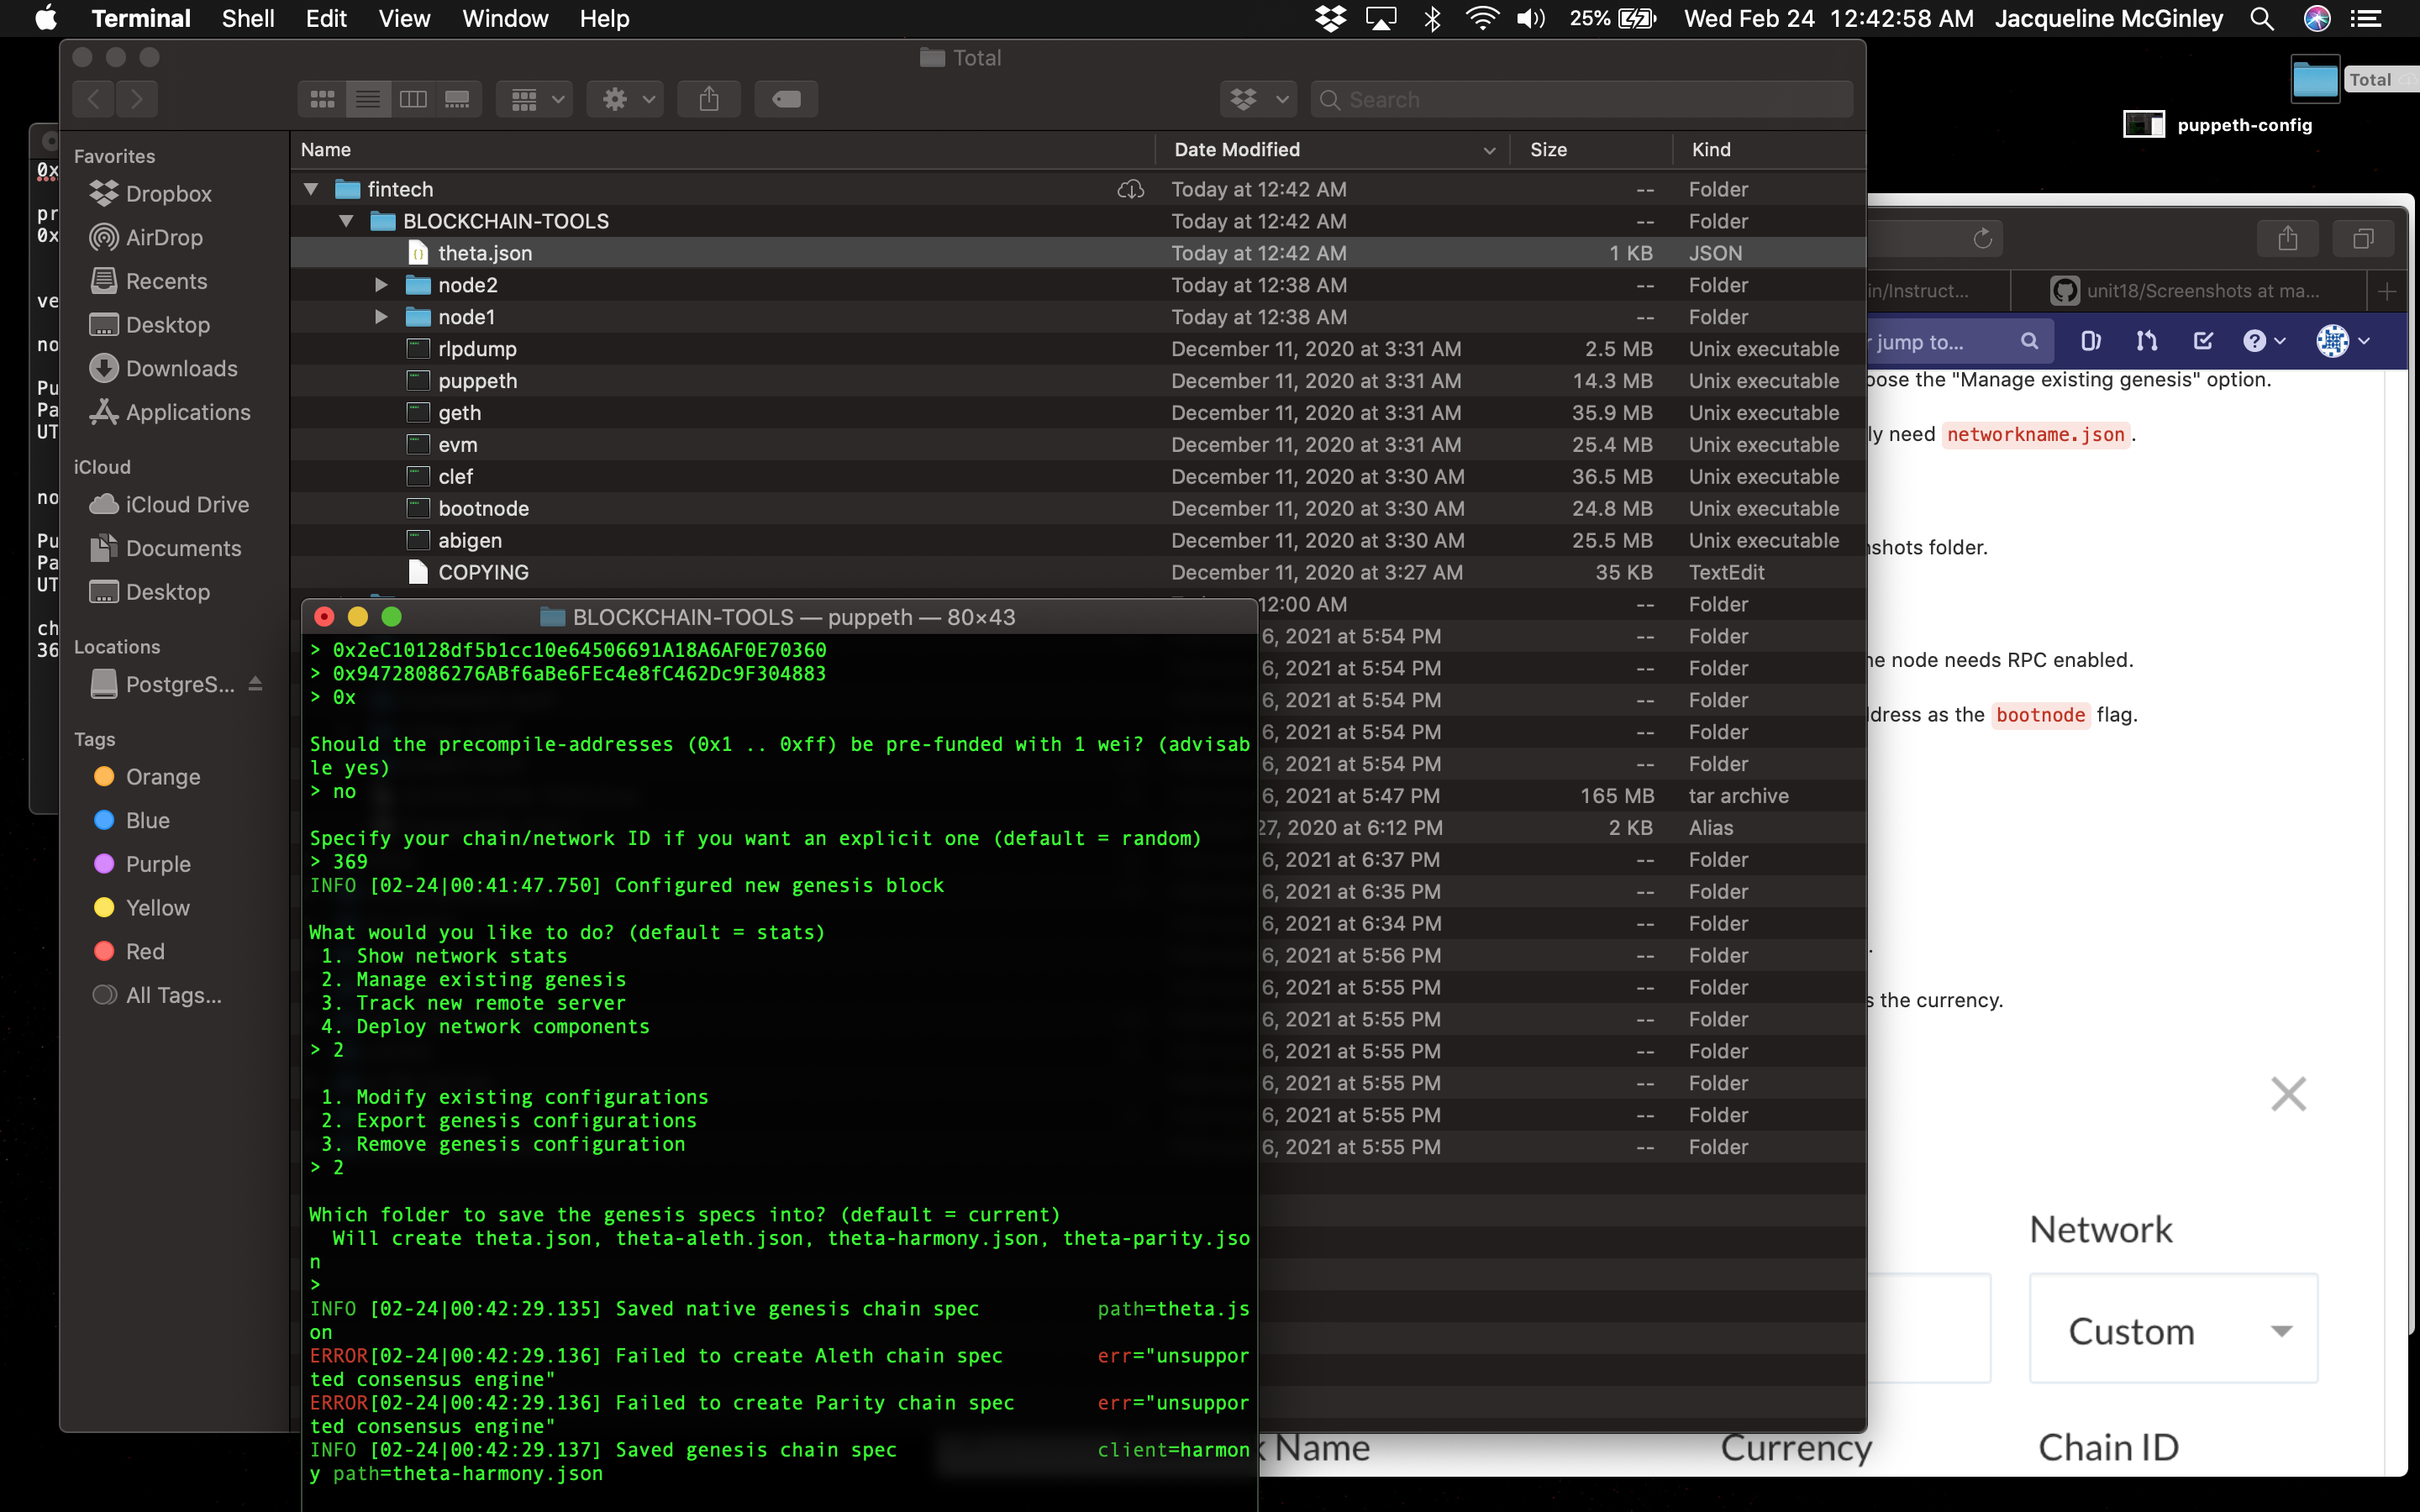 Terminal Shell Edit View Window Help 25% Wed Feb 24 12:42:58 AM Jacqueline McGinley
Total
Search
Total
puppeth-config
Favorites
Dropbox
AirDrop
Recents
Desktop
Downloads
Applications
iCloud
iCloud Drive
Documents
Desktop
Locations
PostgreS...
Tags
Orange
Blue
Purple
Yellow
Red
All Tags...
0x
pr
0x
ve
no
Pu
Pa
UT
no
Pu
Pa
UT
ch
36
Name Date Modified Size Kind
fintech Today at 12:42 AM -- Folder
BLOCKCHAIN-TOOLS Today at 12:42 AM -- Folder
theta.json Today at 12:42 AM 1 KB JSON
node2 Today at 12:38 AM -- Folder
node1 Today at 12:38 AM -- Folder
rlpdump December 11, 2020 at 3:31 AM 2.5 MB Unix executable
puppeth December 11, 2020 at 3:31 AM 14.3 MB Unix executable
geth December 11, 2020 at 3:31 AM 35.9 MB Unix executable
evm December 11, 2020 at 3:31 AM 25.4 MB Unix executable
clef December 11, 2020 at 3:30 AM 36.5 MB Unix executable
bootnode December 11, 2020 at 3:30 AM 24.8 MB Unix executable
abigen December 11, 2020 at 3:30 AM 25.5 MB Unix executable
COPYING December 11, 2020 at 3:27 AM 35 KB TextEdit
12:00 AM -- Folder
6, 2021 at 5:54 PM -- Folder
6, 2021 at 5:54 PM -- Folder
6, 2021 at 5:54 PM -- Folder
6, 2021 at 5:54 PM -- Folder
6, 2021 at 5:54 PM -- Folder
6, 2021 at 5:47 PM 165 MB tar archive
27, 2020 at 6:12 PM 2 KB Alias
6, 2021 at 6:37 PM -- Folder
6, 2021 at 6:35 PM -- Folder
6, 2021 at 6:34 PM -- Folder
6, 2021 at 5:56 PM -- Folder
6, 2021 at 5:55 PM -- Folder
6, 2021 at 5:55 PM -- Folder
6, 2021 at 5:55 PM -- Folder
6, 2021 at 5:55 PM -- Folder
6, 2021 at 5:55 PM -- Folder
6, 2021 at 5:55 PM -- Folder
BLOCKCHAIN-TOOLS — puppeth — 80×43
> 0x2eC10128df5b1cc10e64506691A18A6AF0E70360
> 0x94728086276ABf6aBe6FEc4e8fC462Dc9F304883
> 0x
Should the precompile-addresses (0x1 .. 0xff) be pre-funded with 1 wei? (advisab
le yes)
> no
Specify your chain/network ID if you want an explicit one (default = random)
> 369
INFO [02-24|00:41:47.750] Configured new genesis block
What would you like to do? (default = stats)
1. Show network stats
2. Manage existing genesis
3. Track new remote server
4. Deploy network components
> 2
1. Modify existing configurations
2. Export genesis configurations
3. Remove genesis configuration
> 2
Which folder to save the genesis specs into? (default = current)
Will create theta.json, theta-aleth.json, theta-harmony.json, theta-parity.jso
n
>
INFO [02-24|00:42:29.135] Saved native genesis chain spec path=theta.js
on
ERROR[02-24|00:42:29.136] Failed to create Aleth chain spec err="unsuppor
ted consensus engine"
ERROR[02-24|00:42:29.136] Failed to create Parity chain spec err="unsuppor
ted consensus engine"
INFO [02-24|00:42:29.137] Saved genesis chain spec client=harmon
y path=theta-harmony.json
in/Instruct... unit18/Screenshots at ma...
r jump to...
oose the "Manage existing genesis" option.
ly need networkname.json.
nshots folder.
he node needs RPC enabled.
ddress as the bootnode flag.
.
s the currency.
Network
Custom
k Name Currency Chain ID